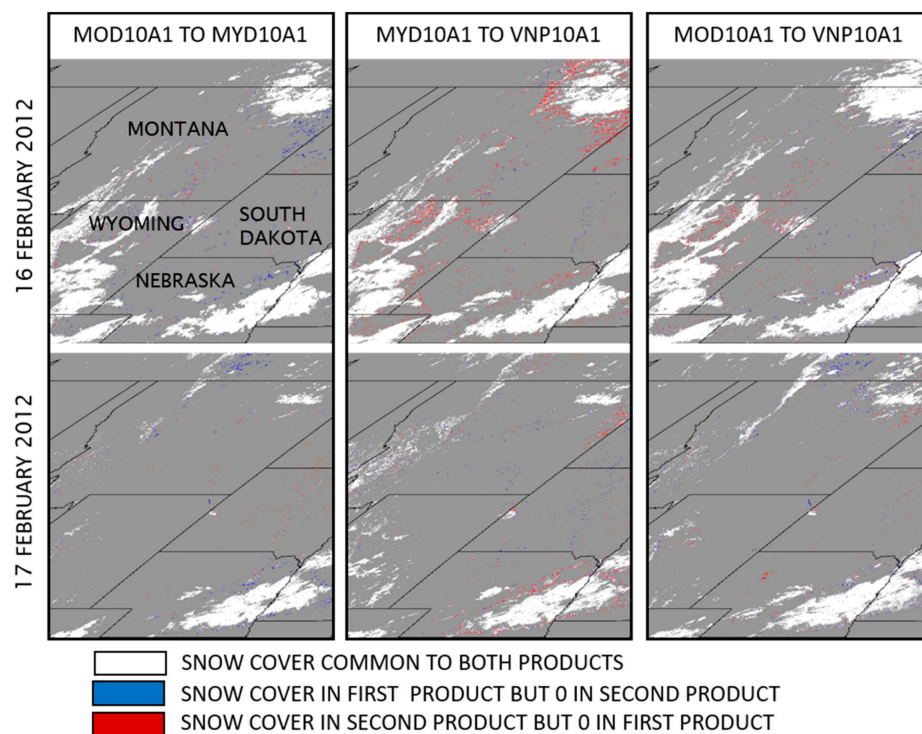 MOD10A1 TO MYD10A1
MYD10A1 TO VNP10A1
MOD10A1 TO VNP10A1
16 FEBRUARY 2012
MONTANA
WYOMING
SOUTH
DAKOTA
NEBRASKA
17 FEBRUARY 2012
SNOW COVER COMMON TO BOTH PRODUCTS
SNOW COVER IN FIRST PRODUCT BUT 0 IN SECOND PRODUCT
SNOW COVER IN SECOND PRODUCT BUT 0 IN FIRST PRODUCT